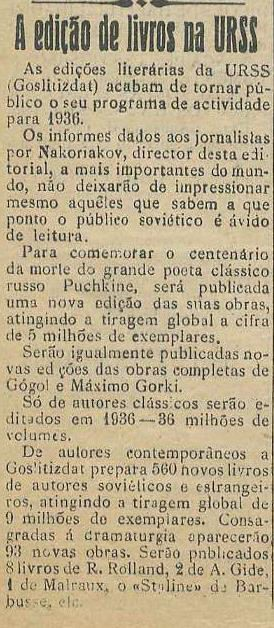 A edição de livros na URSS
As edições literárias da URSS
(Goslitizdat) acabam de tornar pú-
blico o seu programa de actividade
para 1936.
Os informes dados aos jornalistas
por Nakoriakov, director desta edi-
torial, a mais importantes do mun-
do, não deixarão de impressionar
mesmo aquêles que sabem a que
ponto o público soviético é ávido
de leitura.
Para comemorar o centenário
da morte do grande poeta clássico
russo Puchkine, será publicada
uma nova edição das suas obras,
atingindo a tiragem global a cifra
de 5 milhões de exemplares.
Serão igualmente publicadas no-
vas edções das obras completas de
Gógol e Máximo Gorki.
Só de autores clássicos serão e-
ditados em 1936—36 milhões de
volumes.
De autores contemporâneos a
Goslitizdat prepara 560 novos livros
de autores soviéticos e estrangei-
ros, atingindo a tiragem global de
9 milhões de exemplares. Consa-
gradas á dramaturgia aparecerão
93 novas obras. Serão publicados
8 livros de R. Rolland, 2 de A. Gide,
1 de Malraux, o «Staline» de Bar-
busse, etc.